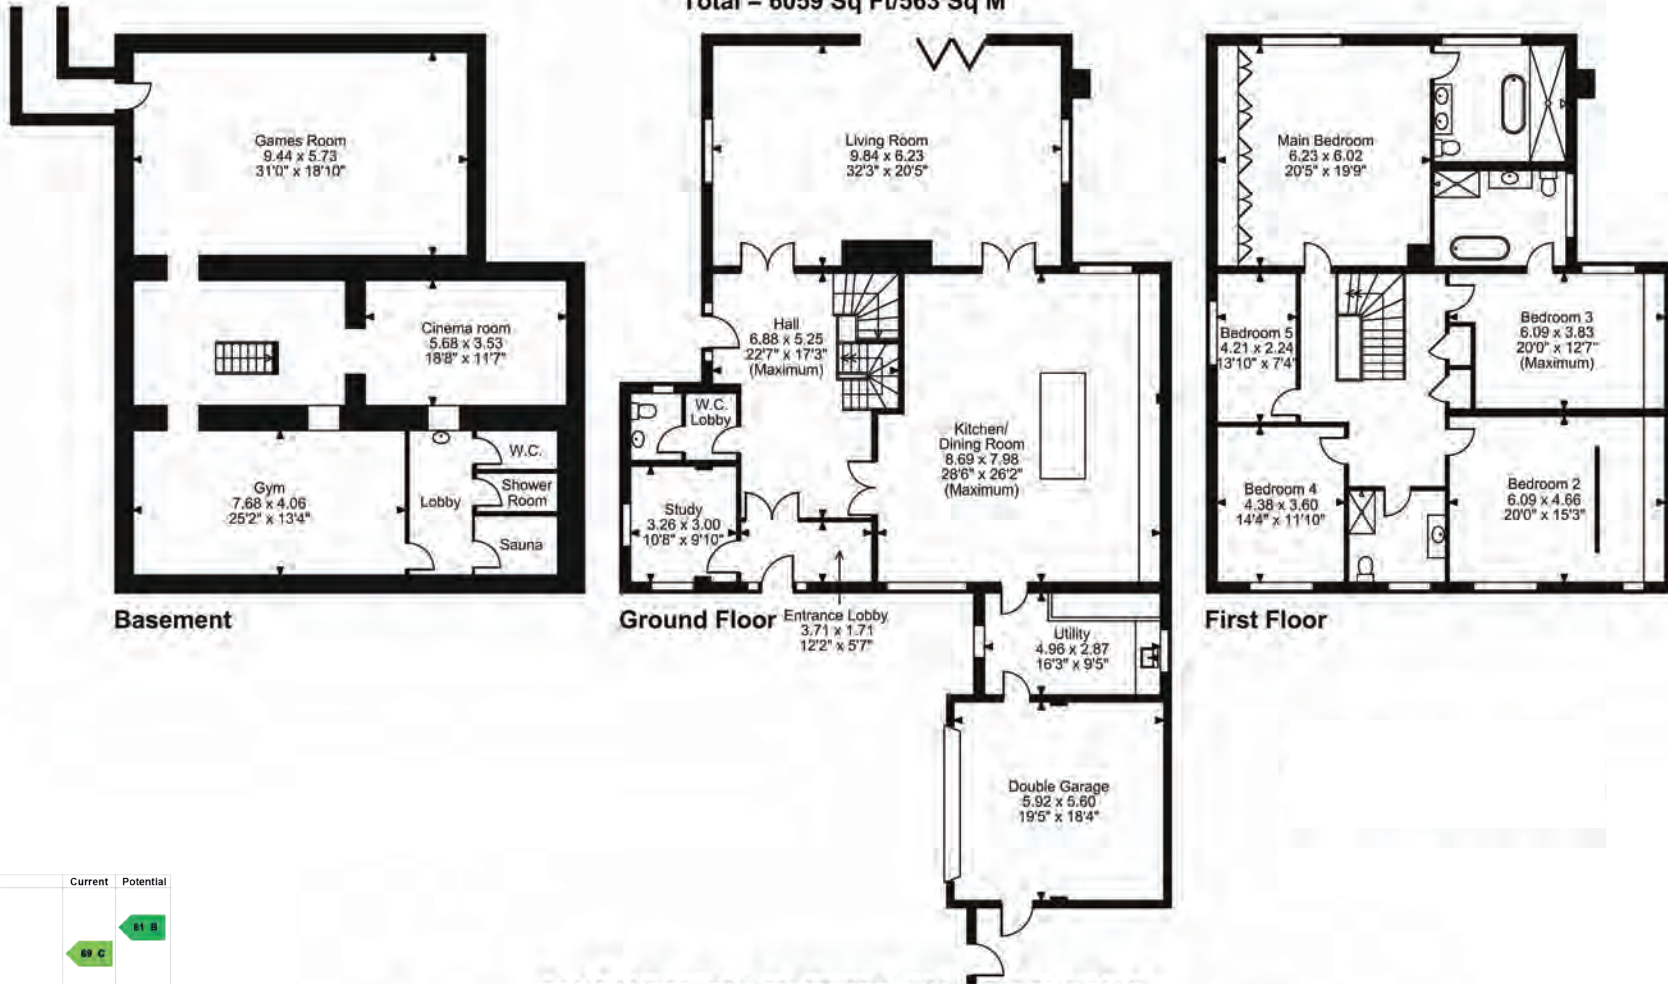 Total = 6059 Sq Ft/563 Sq M
Games Room
9.44 x 5.73
31'0" x 18'10"
Cinema room
5.68 x 3.53
18'8" x 11'7"
Gym
7.68 x 4.06
25'2" x 13'4"
Lobby
W.C.
Shower
Room
Sauna
Basement
Living Room
9.84 x 6.23
32'3" x 20'5"
Hall
6.88 x 5.25
22'7" x 17'3"
(Maximum)
W.C.
Lobby
Kitchen/
Dining Room
8.69 x 7.98
28'6" x 26'2"
(Maximum)
Study
3.26 x 3.00
10'8" x 9'10"
Ground Floor
Entrance Lobby
3.71 x 1.71
12'2" x 5'7"
Utility
4.96 x 2.87
16'3" x 9'5"
Double Garage
5.92 x 5.60
19'5" x 18'4"
Main Bedroom
6.23 x 6.02
20'5" x 19'9"
Bedroom 5
4.21 x 2.24
13'10" x 7'4"
Bedroom 3
6.09 x 3.83
20'0" x 12'7"
(Maximum)
Bedroom 4
4.38 x 3.60
14'4" x 11'10"
Bedroom 2
6.09 x 4.66
20'0" x 15'3"
First Floor
Current Potential
81 B
69 C